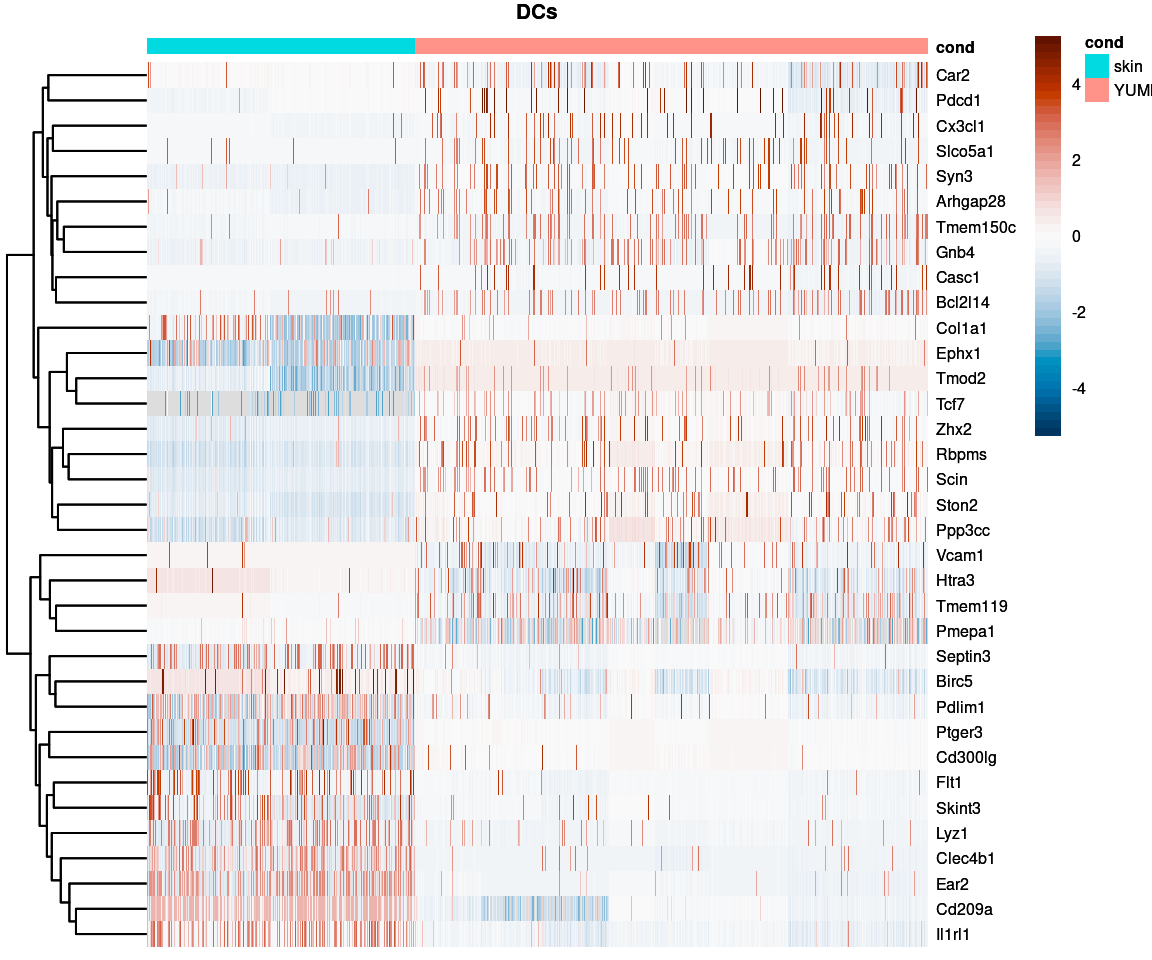 DCs
cond
Car2
Pdcd1
Cx3cl1
Slco5a1
Syn3
Arhgap28
Tmem150c
Gnb4
Casc1
Bcl2l14
Col1a1
Ephx1
Tmod2
Tcf7
Zhx2
Rbpms
Scin
Ston2
Ppp3cc
Vcam1
Htra3
Tmem119
Pmepa1
Septin3
Birc5
Pdlim1
Ptger3
Cd300lg
Flt1
Skint3
Lyz1
Clec4b1
Ear2
Cd209a
Il1rl1
4
2
0
-2
-4
cond
skin